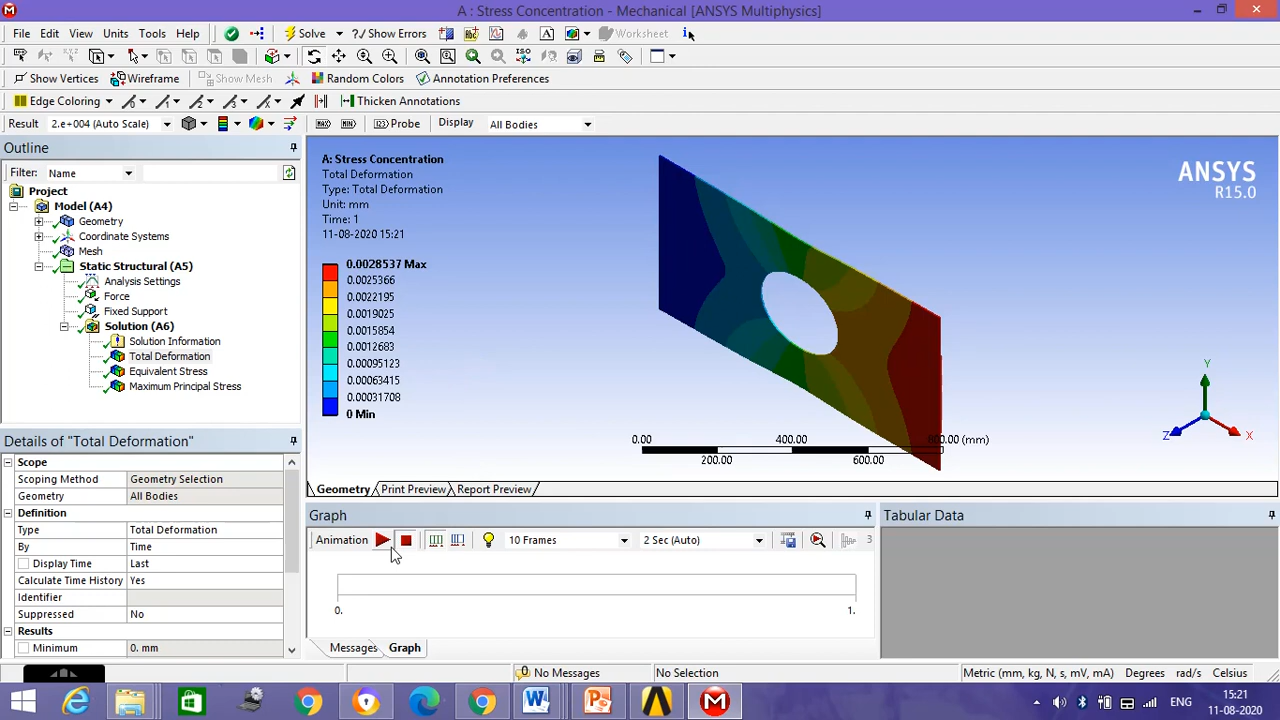 A : Stress Concentration - Mechanical [ANSYS Multiphysics]
File Edit View Units Tools Help Solve Show Errors Worksheet
Show Vertices Wireframe Show Mesh Random Colors Annotation Preferences
Edge Coloring Thicken Annotations
Result 2.e+004 (Auto Scale) MAX MIN Probe Display All Bodies
Outline
Filter: Name
Project
Model (A4)
Geometry
Coordinate Systems
Mesh
Static Structural (A5)
Analysis Settings
Force
Fixed Support
Solution (A6)
Solution Information
Total Deformation
Equivalent Stress
Maximum Principal Stress
A: Stress Concentration
Total Deformation
Type: Total Deformation
Unit: mm
Time: 1
11-08-2020 15:21
0.0028537 Max
0.0025366
0.0022195
0.0019025
0.0015854
0.0012683
0.00095123
0.00063415
0.00031708
0 Min
ANSYS
R15.0
Y
Z
X
0.00 400.00 800.00 (mm)
200.00 600.00
Geometry Print Preview Report Preview
Details of "Total Deformation"
Scope
Scoping Method Geometry Selection
Geometry All Bodies
Definition
Type Total Deformation
By Time
Display Time Last
Calculate Time History Yes
Identifier
Suppressed No
Results
Minimum 0. mm
Graph
Animation 10 Frames 2 Sec (Auto) 3
0. 1.
Messages Graph
Tabular Data
No Messages No Selection Metric (mm, kg, N, s, mV, mA) Degrees rad/s Celsius
ENG
15:21
11-08-2020